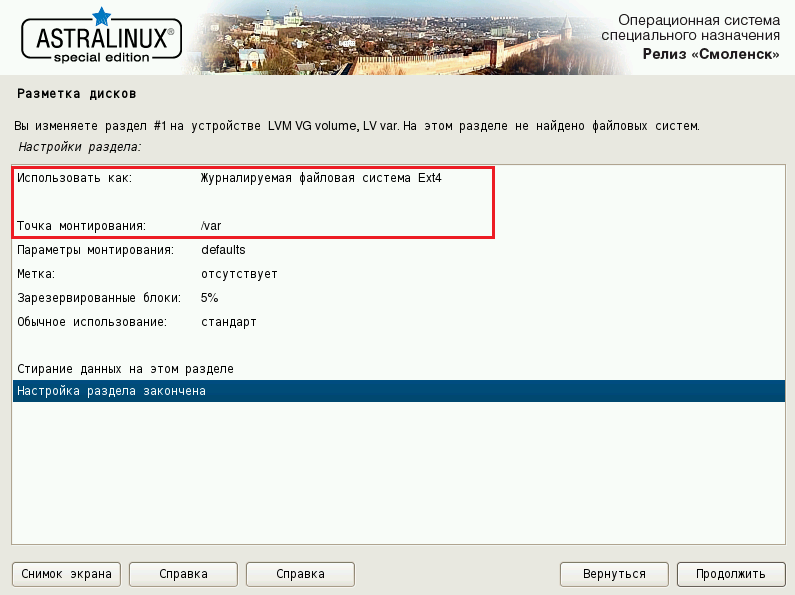 ASTRALINUX®
special edition
Операционная система
специального назначения
Релиз «Смоленск»
Разметка дисков
Вы изменяете раздел #1 на устройстве LVM VG volume, LV var. На этом разделе не найдено файловых систем.
Настройки раздела:
Использовать как: Журналируемая файловая система Ext4
Точка монтирования: /var
Параметры монтирования: defaults
Метка: отсутствует
Зарезервированные блоки: 5%
Обычное использование: стандарт
Стирание данных на этом разделе
Настройка раздела закончена
Снимок экрана Справка Справка Вернуться Продолжить